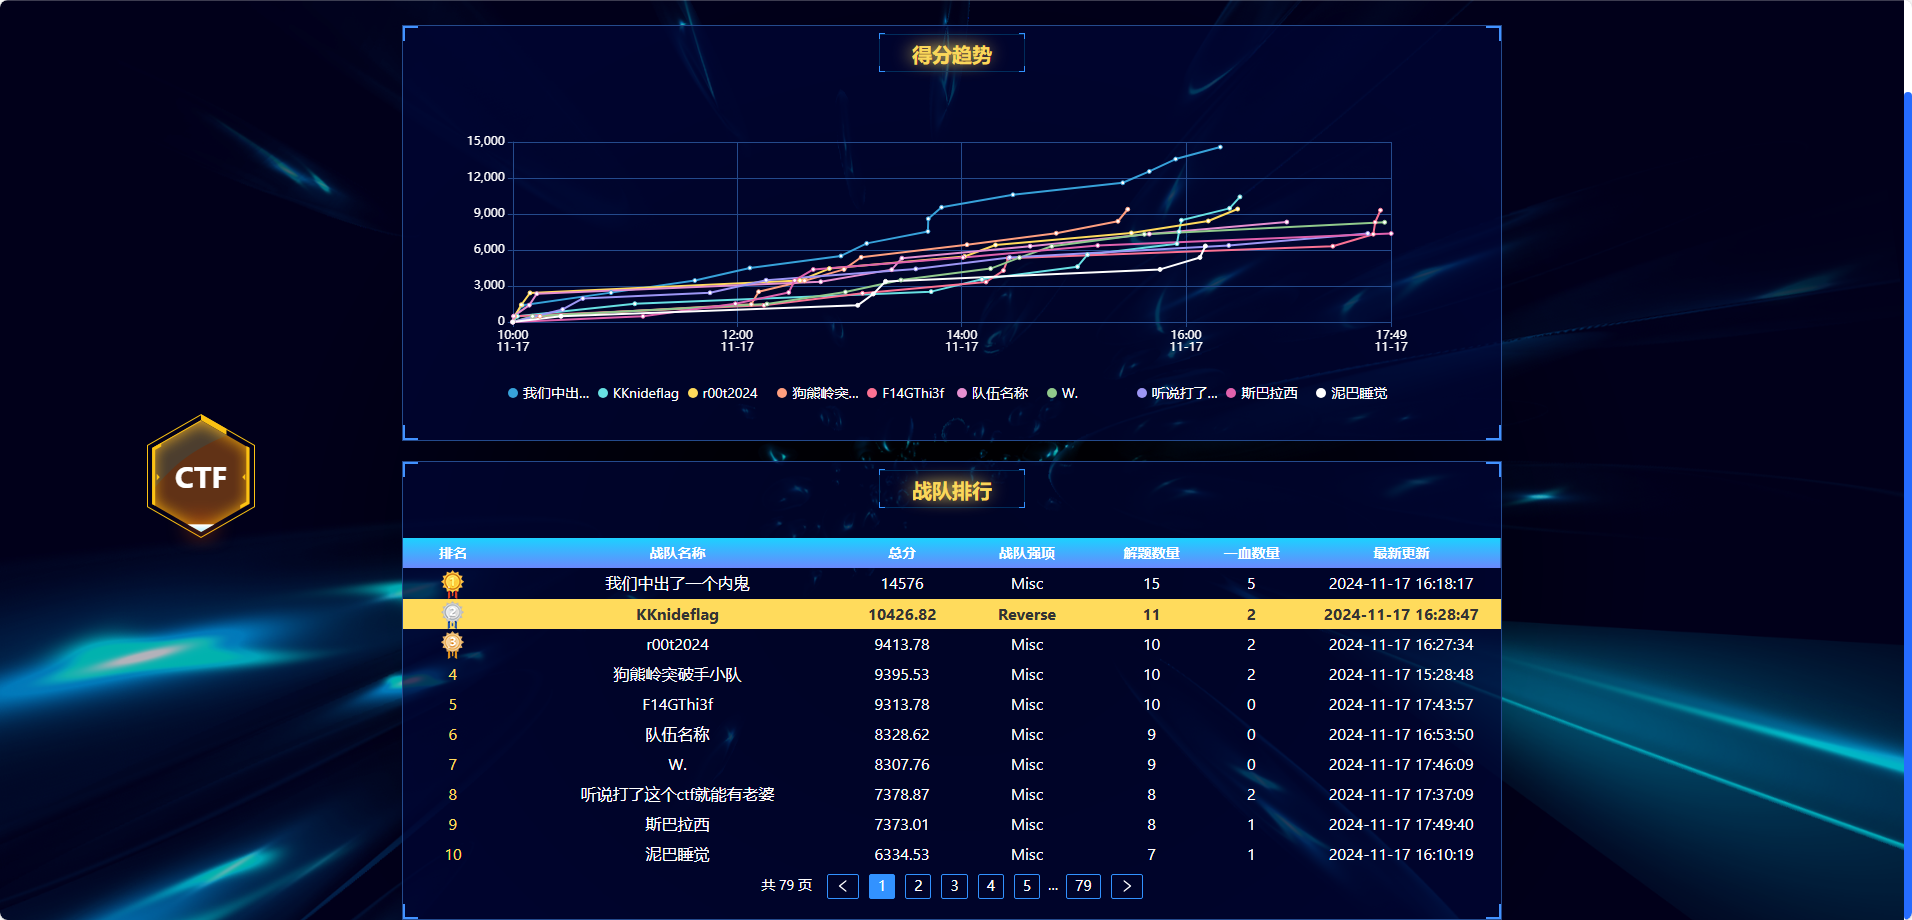 得分趋势
15,000
12,000
9,000
6,000
3,000
0
10:00 12:00 14:00 16:00 17:49
11-17 11-17 11-17 11-17 11-17
我们中出... KKnideflag r00t2024 狗熊岭突... F14GThi3f 队伍名称 W. 听说打了... 斯巴拉西 泥巴睡觉
CTF
战队排行
排名 战队名称 总分 战队强项 解题数量 一血数量 最新更新
1 我们中出了一个内鬼 14576 Misc 15 5 2024-11-17 16:18:17
2 KKnideflag 10426.82 Reverse 11 2 2024-11-17 16:28:47
3 r00t2024 9413.78 Misc 10 2 2024-11-17 16:27:34
4 狗熊岭突破手小队 9395.53 Misc 10 2 2024-11-17 15:28:48
5 F14GThi3f 9313.78 Misc 10 0 2024-11-17 17:43:57
6 队伍名称 8328.62 Misc 9 0 2024-11-17 16:53:50
7 W. 8307.76 Misc 9 0 2024-11-17 17:46:09
8 听说打了这个ctf就能有老婆 7378.87 Misc 8 2 2024-11-17 17:37:09
9 斯巴拉西 7373.01 Misc 8 1 2024-11-17 17:49:40
10 泥巴睡觉 6334.53 Misc 7 1 2024-11-17 16:10:19
共 79 页 < 1 2 3 4 5 ... 79 >